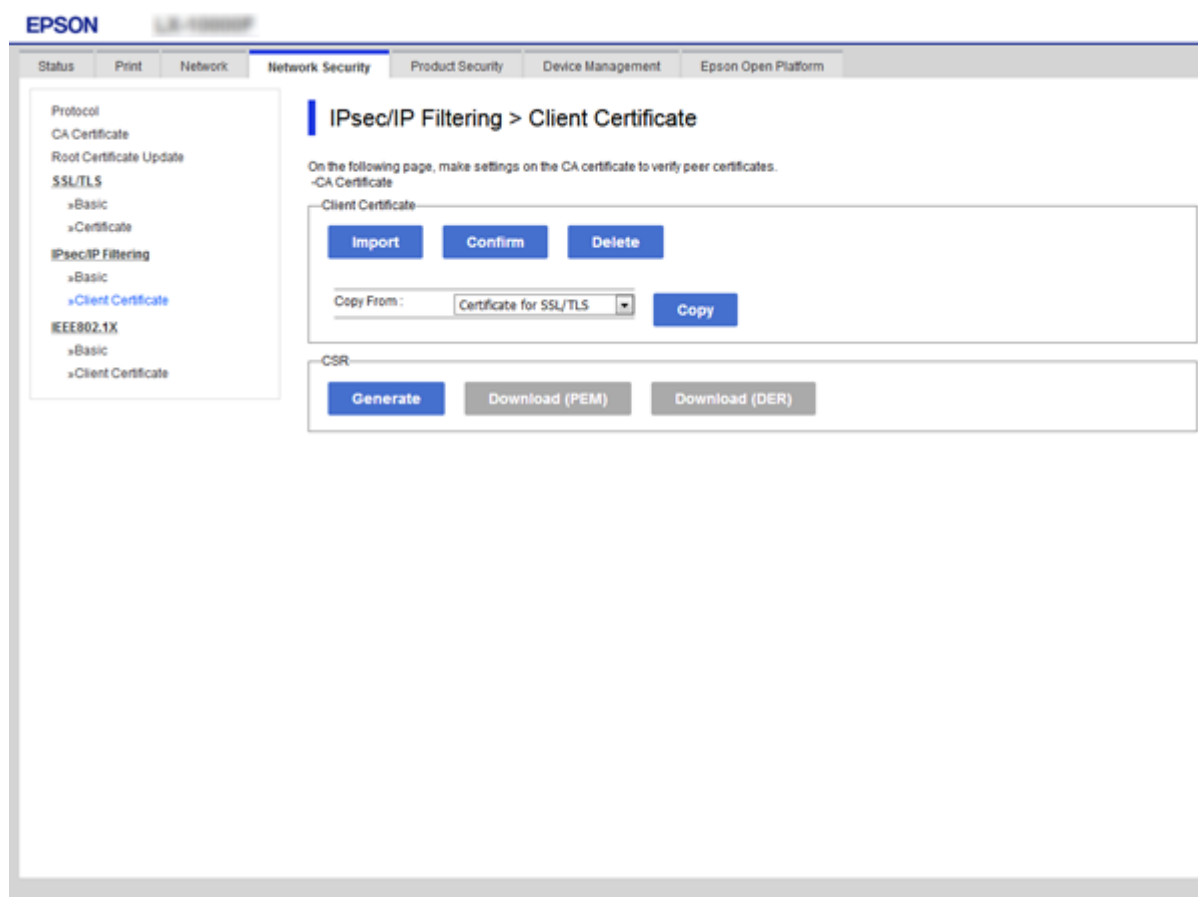 EPSON
Status Print Network Network Security Product Security Device Management Epson Open Platform
Protocol
CA Certificate
Root Certificate Update
SSL/TLS
»Basic
»Certificate
IPsec/IP Filtering
»Basic
»Client Certificate
IEEE802.1X
»Basic
»Client Certificate
IPsec/IP Filtering > Client Certificate
On the following page, make settings on the CA certificate to verify peer certificates.
-CA Certificate
Client Certificate
Import Confirm Delete
Copy From : Certificate for SSL/TLS Copy
CSR
Generate Download (PEM) Download (DER)